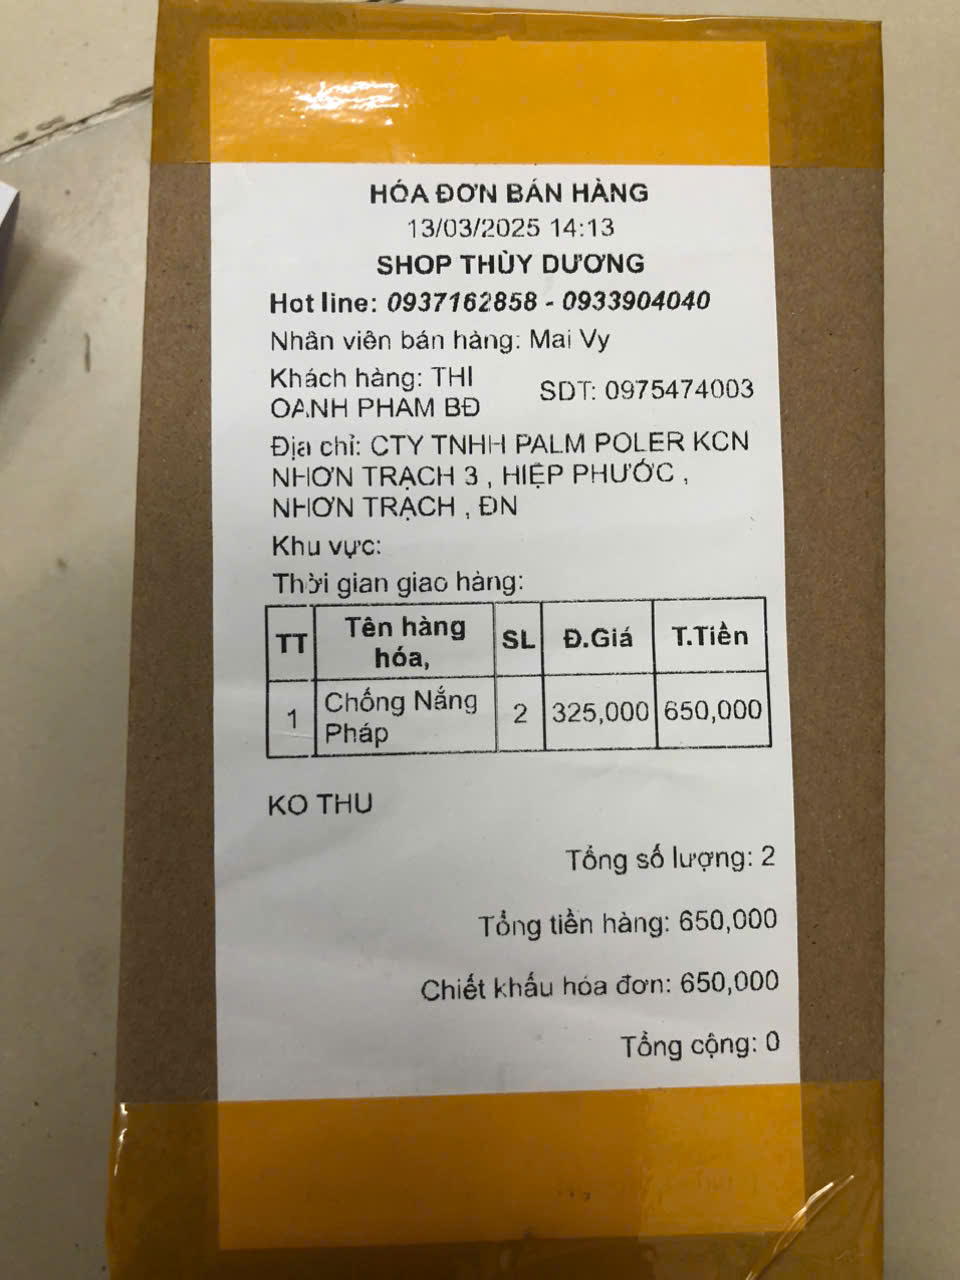 HÓA ĐƠN BÁN HÀNG
13/03/2025 14:13
SHOP THÙY DƯƠNG
Hot line: 0937162858 - 0933904040
Nhân viên bán hàng: Mai Vy
Khách hàng: THI OANH PHAM BĐ SDT: 0975474003
Địa chỉ: CTY TNHH PALM POLER KCN
NHƠN TRẠCH 3 , HIỆP PHƯỚC ,
NHƠN TRẠCH , ĐN
Khu vực:
Thời gian giao hàng:
TT Tên hàng hóa, SL Đ.Giá T.Tiền
1 Chống Nắng Pháp 2 325,000 650,000
KO THU
Tổng số lượng: 2
Tổng tiền hàng: 650,000
Chiết khấu hóa đơn: 650,000
Tổng cộng: 0